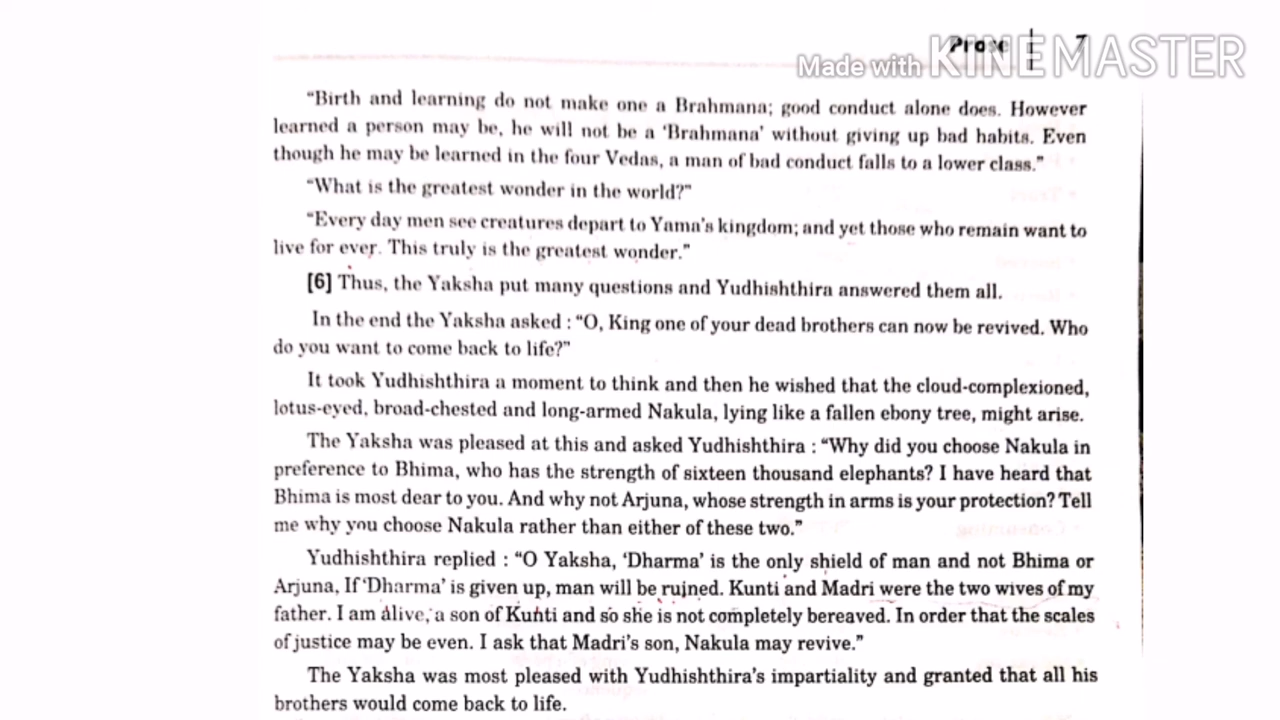 Prose | 7
Made with KINEMASTER
"Birth and learning do not make one a Brahmana; good conduct alone does. However
learned a person may be, he will not be a 'Brahmana' without giving up bad habits. Even
though he may be learned in the four Vedas, a man of bad conduct falls to a lower class."
"What is the greatest wonder in the world?"
"Every day men see creatures depart to Yama's kingdom; and yet those who remain want to
live for ever. This truly is the greatest wonder."
[6] Thus, the Yaksha put many questions and Yudhishthira answered them all.
In the end the Yaksha asked : "O, King one of your dead brothers can now be revived. Who
do you want to come back to life?"
It took Yudhishthira a moment to think and then he wished that the cloud-complexioned,
lotus-eyed, broad-chested and long-armed Nakula, lying like a fallen ebony tree, might arise.
The Yaksha was pleased at this and asked Yudhishthira : "Why did you choose Nakula in
preference to Bhima, who has the strength of sixteen thousand elephants? I have heard that
Bhima is most dear to you. And why not Arjuna, whose strength in arms is your protection? Tell
me why you choose Nakula rather than either of these two."
Yudhishthira replied : "O Yaksha, 'Dharma' is the only shield of man and not Bhima or
Arjuna, If 'Dharma' is given up, man will be ruined. Kunti and Madri were the two wives of my
father. I am alive, a son of Kunti and so she is not completely bereaved. In order that the scales
of justice may be even. I ask that Madri's son, Nakula may revive."
The Yaksha was most pleased with Yudhishthira's impartiality and granted that all his
brothers would come back to life.